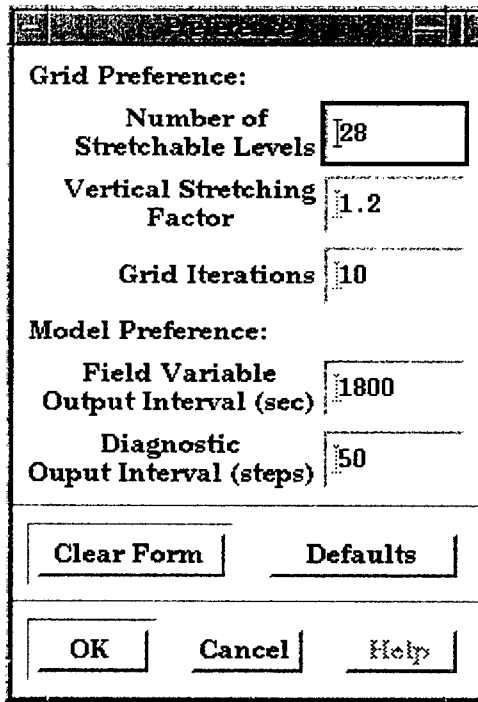 Grid Preference:
Number of
Stretchable Levels
28
Vertical Stretching
Factor
1.2
Grid Iterations
10
Model Preference:
Field Variable
Output Interval (sec)
1800
Diagnostic
Ouput Interval (steps)
50
Clear Form
Defaults
OK
Cancel
Help